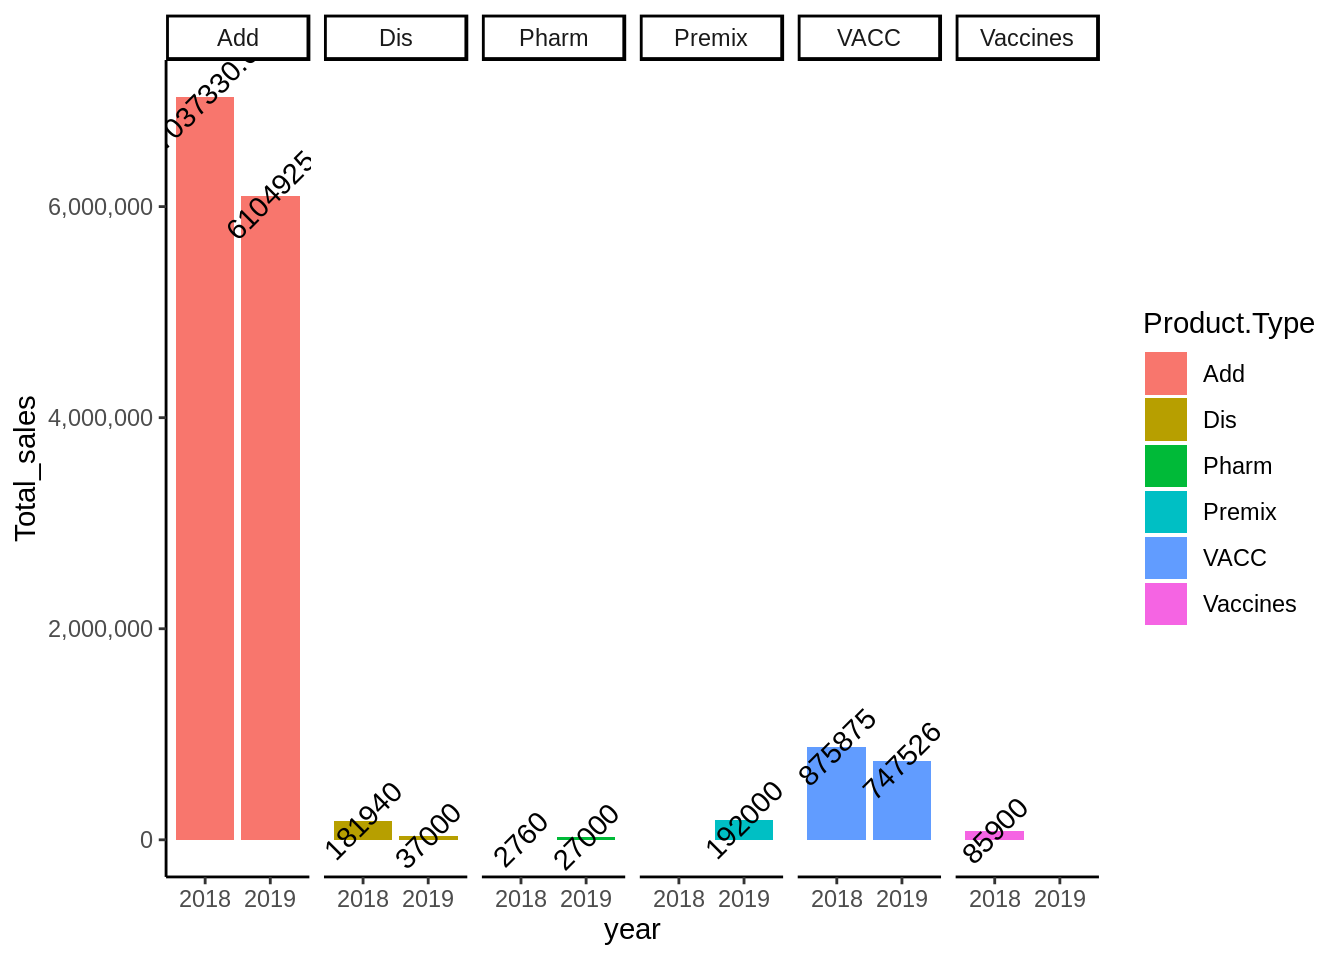 Add Dis Pharm Premix VACC Vaccines
6,000,000
4,000,000
2,000,000
0
Total_sales
6104925
181940
37000
2760
27000
192000
875875
747526
85900
2018 2019 2018 2019 2018 2019 2018 2019 2018 2019 2018 2019
year
Product.Type
Add
Dis
Pharm
Premix
VACC
Vaccines